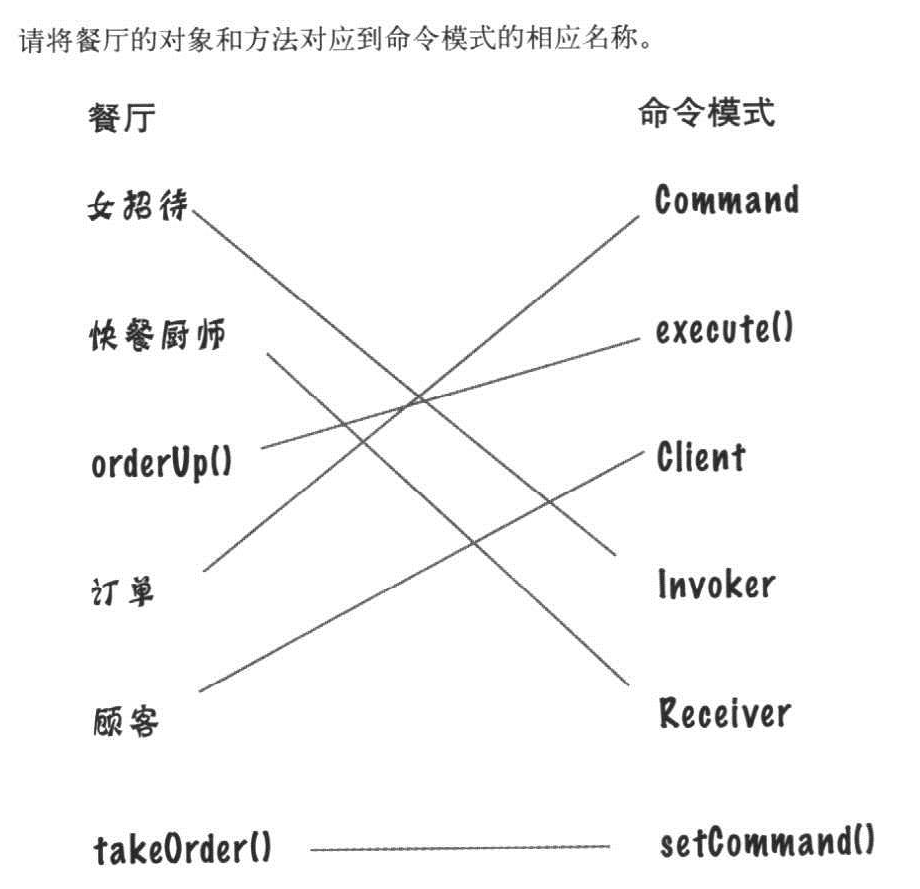 请将餐厅的对象和方法对应到命令模式的相应名称。
餐厅 命令模式
女招待 Command
快餐厨师 execute()
orderUp() Client
订单 Invoker
顾客 Receiver
takeOrder() setCommand()